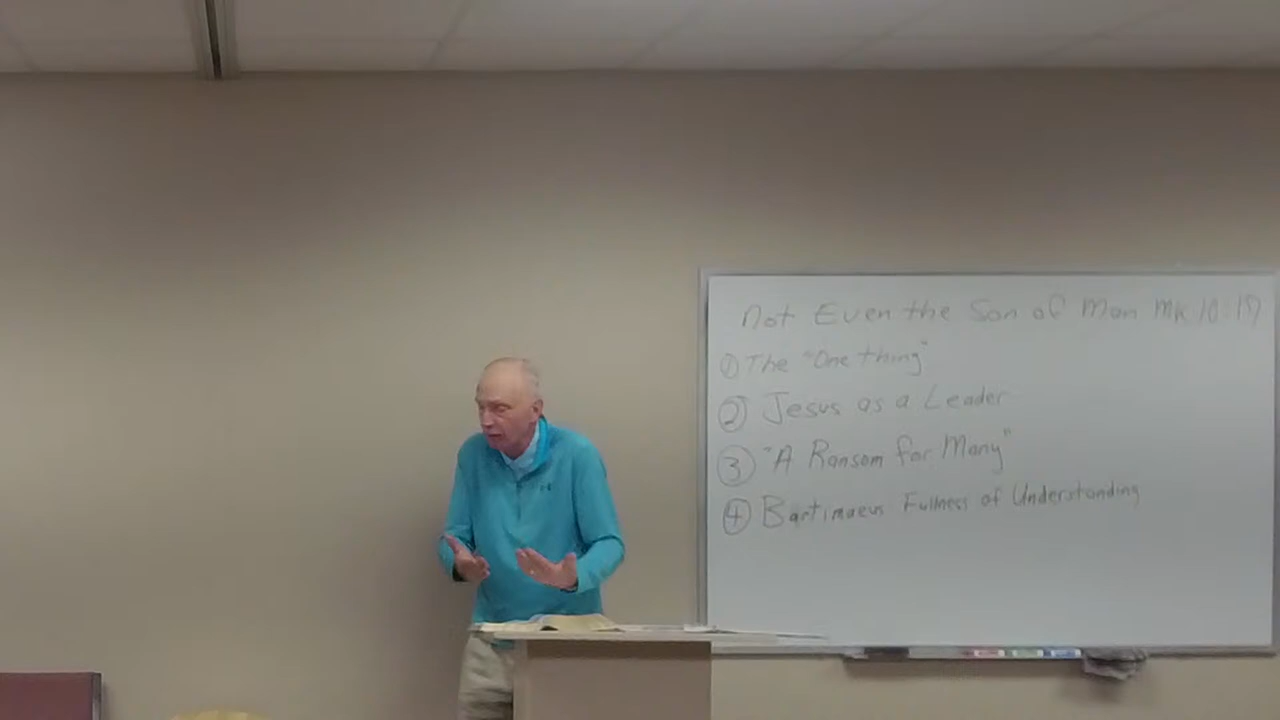 Not Even the Son of Man Mk 10:17
① The "One thing"
② Jesus as a Leader
③ "A Ransom for Many"
④ Bartimaeus Fullness of Understanding